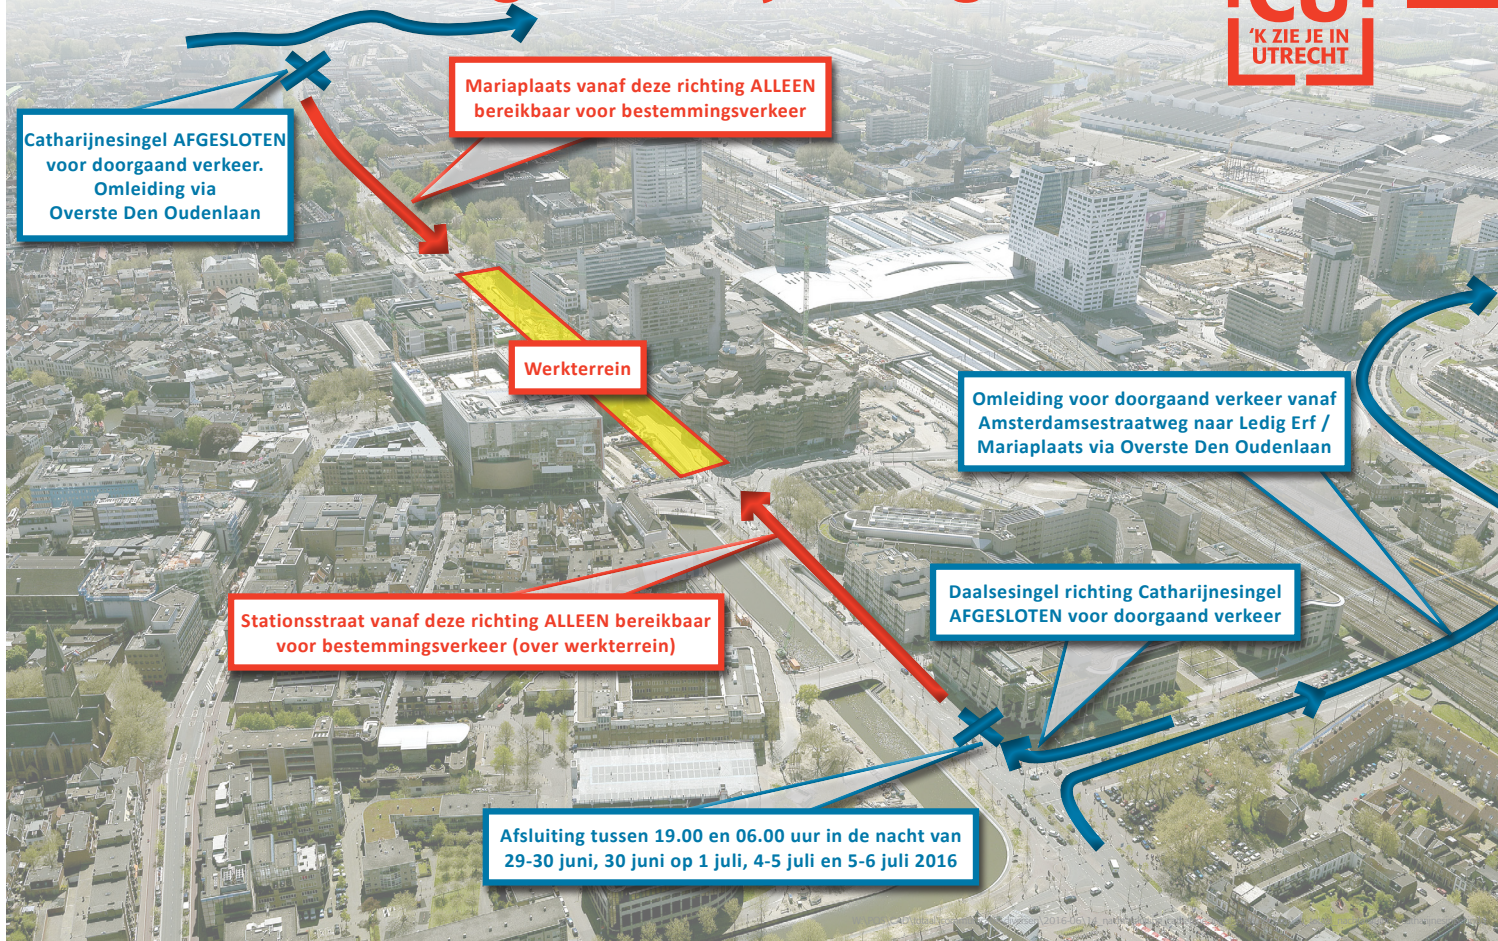 CU
'K ZIE JE IN
UTRECHT
Mariaplaats vanaf deze richting ALLEEN
bereikbaar voor bestemmingsverkeer
Catharijnesingel AFGESLOTEN
voor doorgaand verkeer.
Omleiding via
Overste Den Oudenlaan
Werkterrein
Omleiding voor doorgaand verkeer vanaf
Amsterdamsestraatweg naar Ledig Erf /
Mariaplaats via Overste Den Oudenlaan
Daalsesingel richting Catharijnesingel
AFGESLOTEN voor doorgaand verkeer
Stationsstraat vanaf deze richting ALLEEN bereikbaar
voor bestemmingsverkeer (over werkterrein)
Afsluiting tussen 19.00 en 06.00 uur in de nacht van
29-30 juni, 30 juni op 1 juli, 4-5 juli en 5-6 juli 2016